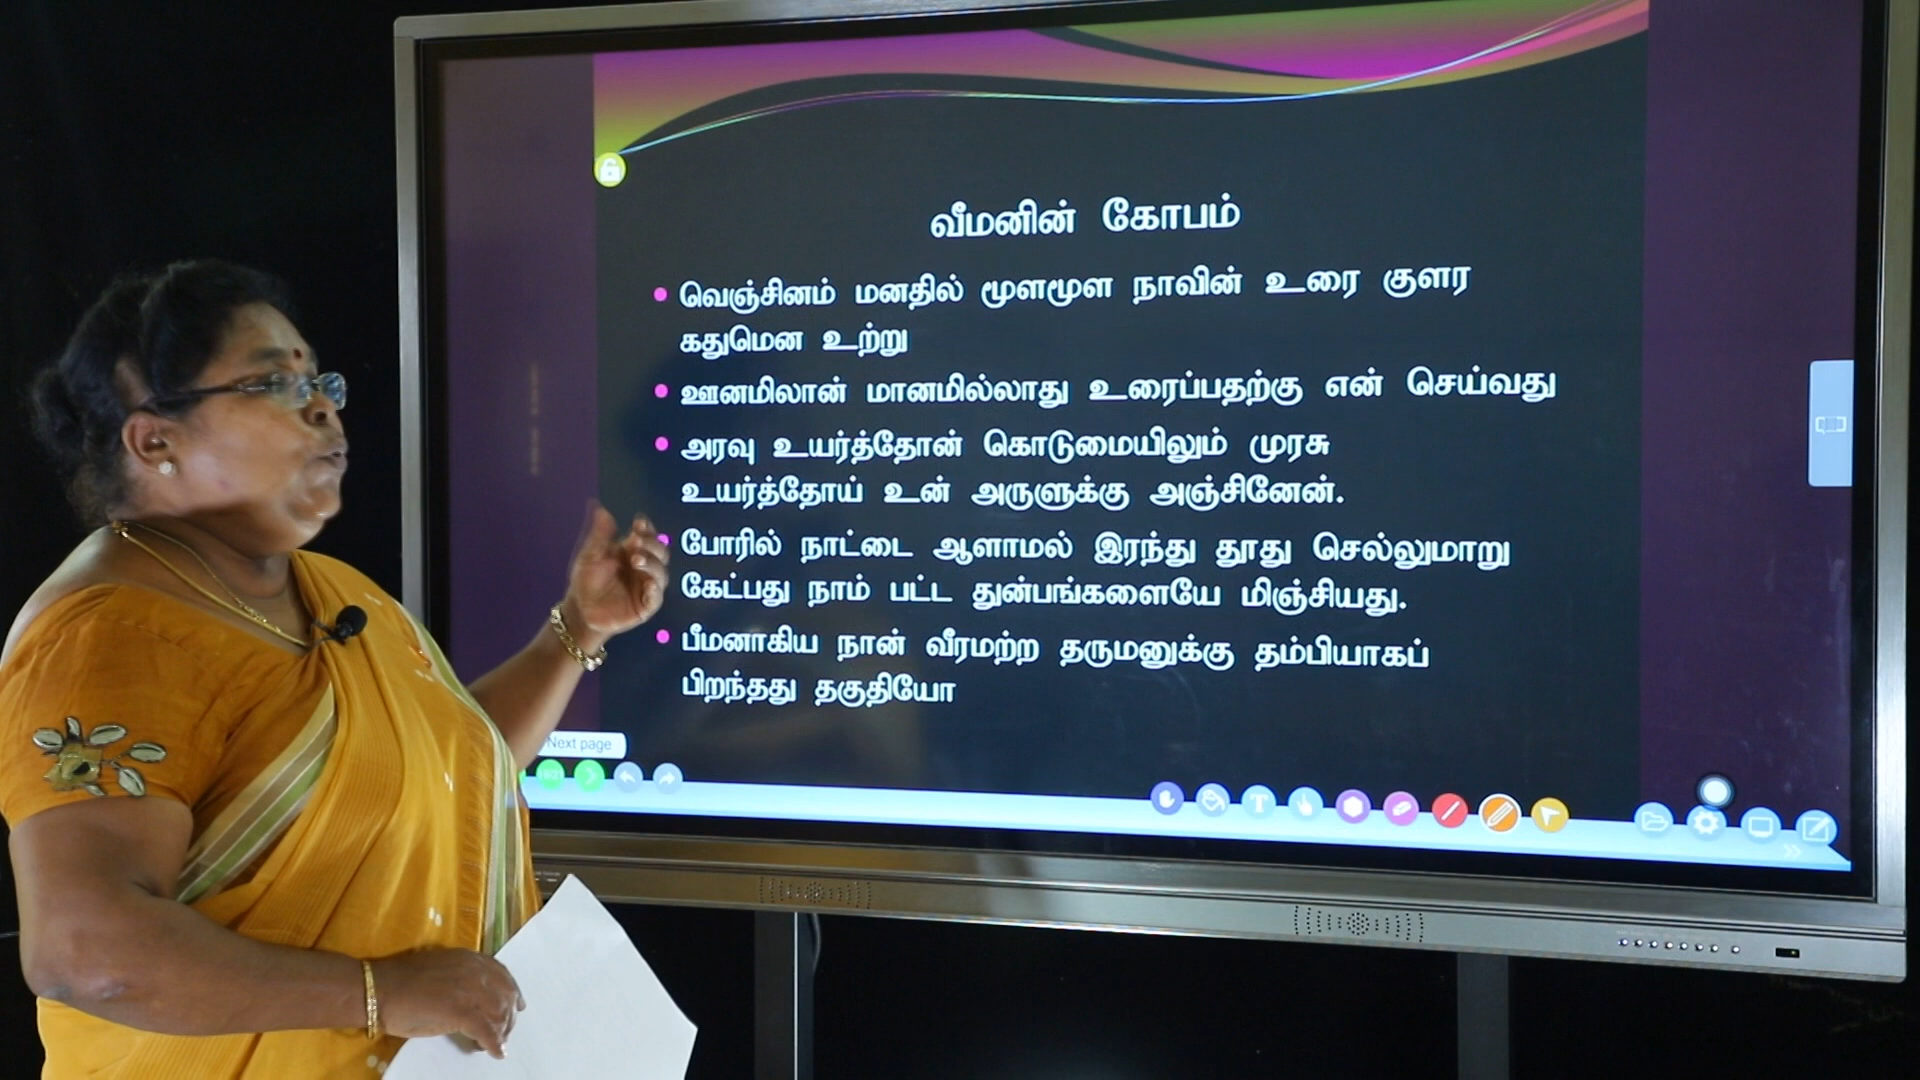 வீமனின் கோபம்
வெஞ்சினம் மனதில் மூளமூள நாவின் உரை குளர
கதுமென உற்று
ஊனமிலான் மானமில்லாது உரைப்பதற்கு என் செய்வது
அரவு உயர்த்தோன் கொடுமையிலும் முரசு
உயர்த்தோய் உன் அருளுக்கு அஞ்சினேன்.
போரில் நாட்டை ஆளாமல் இரந்து தூது செல்லுமாறு
கேட்பது நாம் பட்ட துன்பங்களையே மிஞ்சியது.
பீமனாகிய நான் வீரமற்ற தருமனுக்கு தம்பியாகப்
பிறந்தது தகுதியோ
Next page